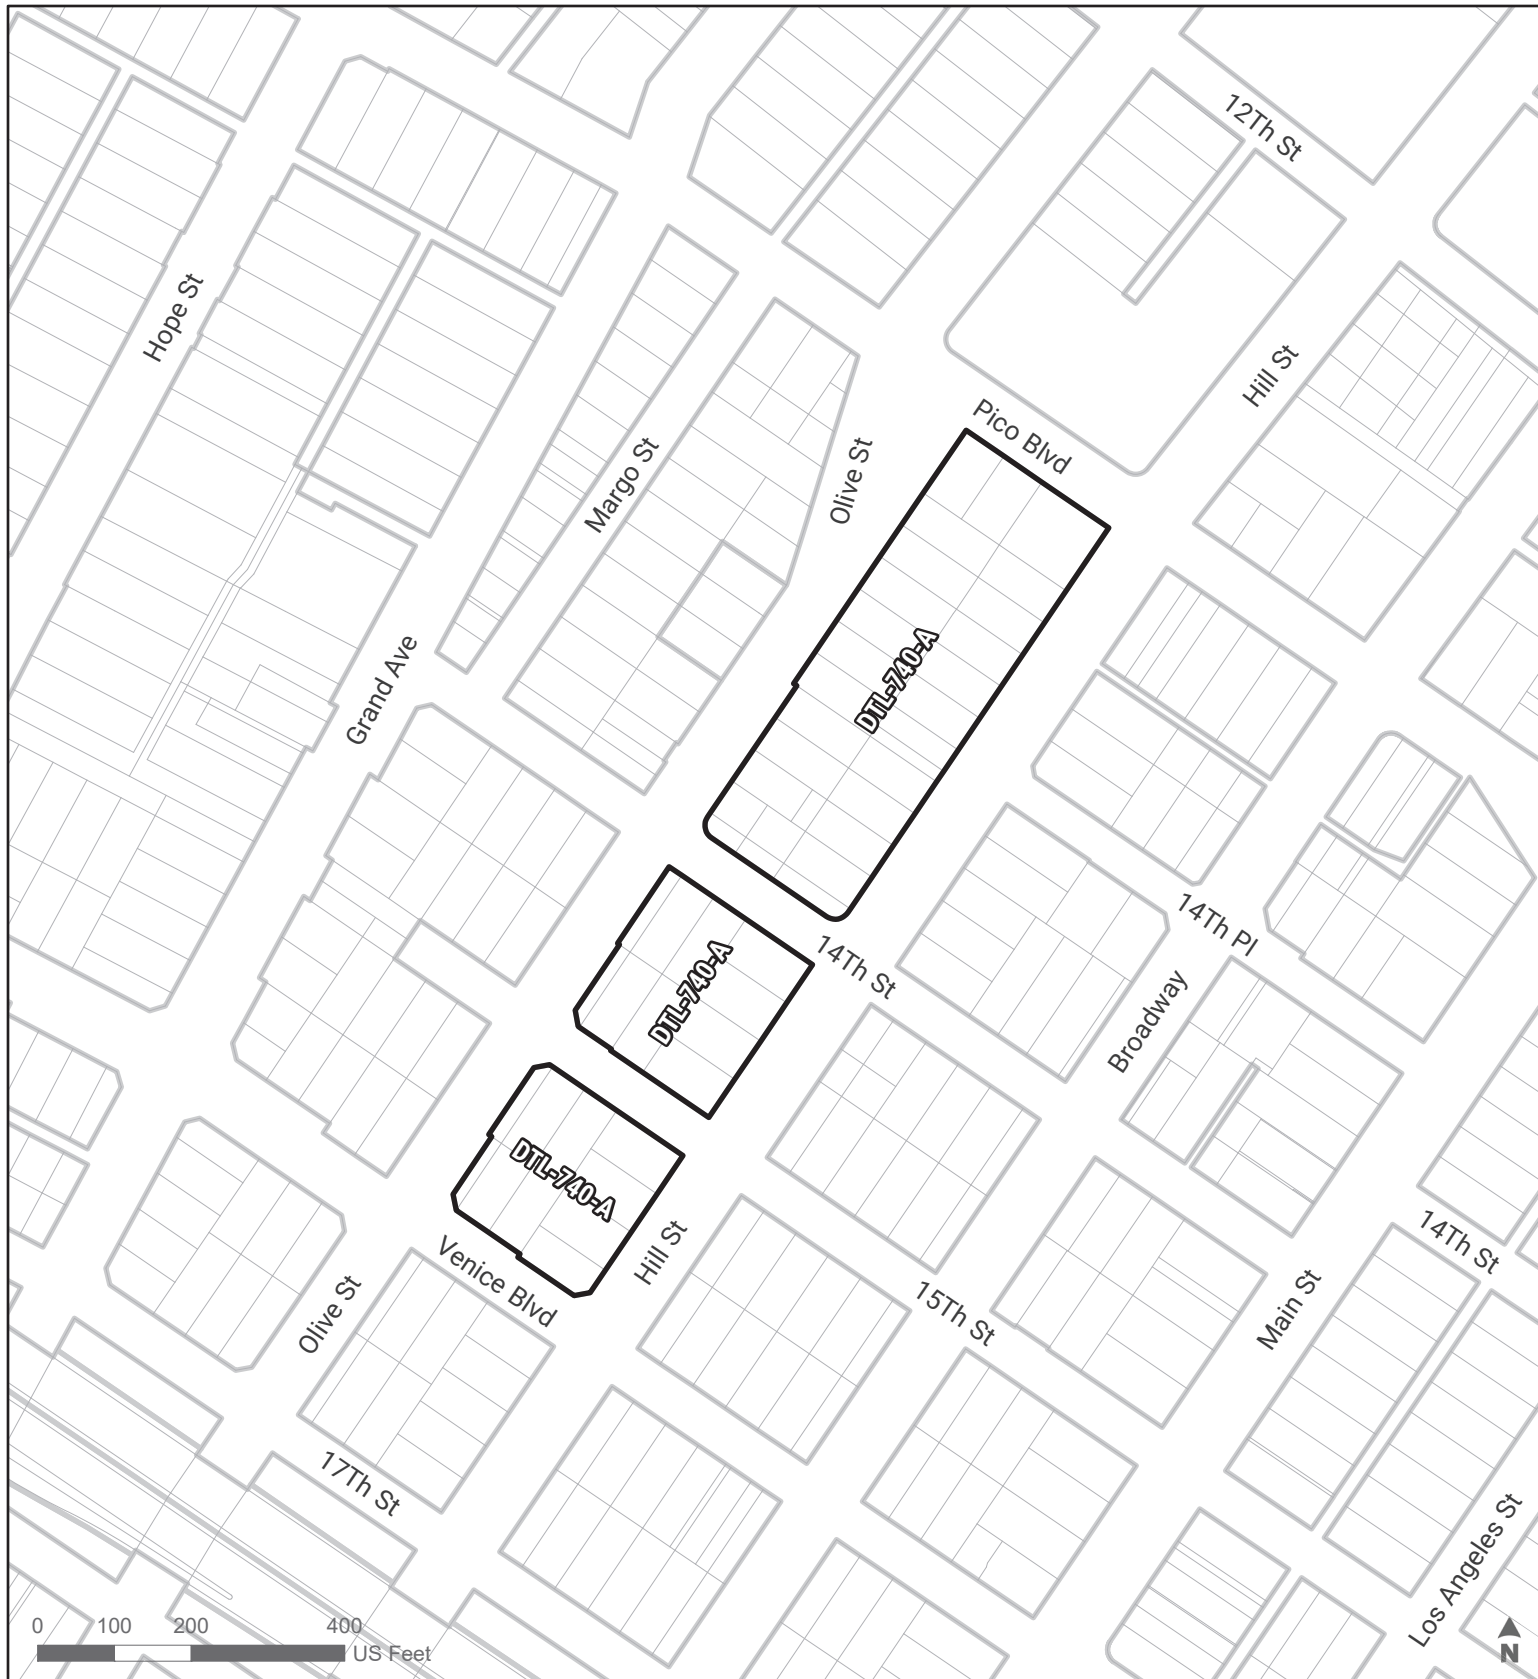 12Th St
Hope St
Hill St
Pico Blvd
Margo St
Olive St
DTL-740-A
Grand Ave
14Th Pl
14Th St
DTL-740-A
Broadway
DTL-740-A
Hill St
14Th St
Venice Blvd
Olive St
15Th St
Main St
17Th St
Los Angeles St
0 100 200 400
US Feet
N